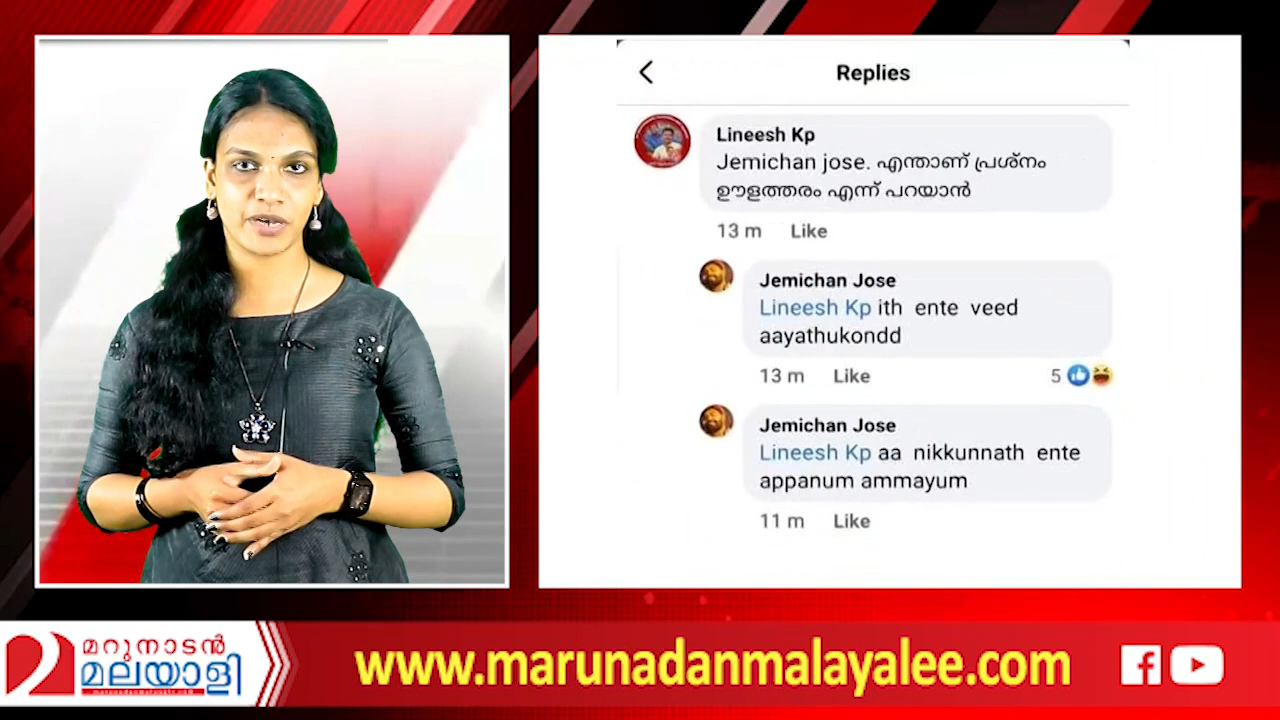 Replies
Lineesh Kp
Jemichan jose. എന്താണ് പ്രശ്നം
ഊളത്തരം എന്ന് പറയാൻ
13 m Like
Jemichan Jose
Lineesh Kp ith ente veed
aayathukondd
13 m Like 5
Jemichan Jose
Lineesh Kp aa nikkunnath ente
appanum ammayum
11 m Like
മറുനാടൻ
മലയാളി
www.marunadanmalayalee.com